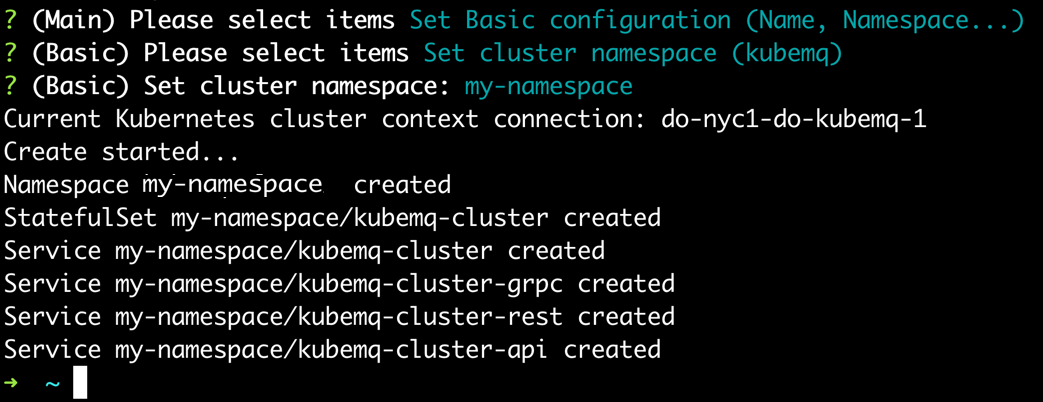 ? (Main) Please select items Set Basic configuration (Name, Namespace...)
? (Basic) Please select items Set cluster namespace (kubemq)
? (Basic) Set cluster namespace: my-namespace
Current Kubernetes cluster context connection: do-nyc1-do-kubemq-1
Create started...
Namespace my-namespace created
StatefulSet my-namespace/kubemq-cluster created
Service my-namespace/kubemq-cluster created
Service my-namespace/kubemq-cluster-grpc created
Service my-namespace/kubemq-cluster-rest created
Service my-namespace/kubemq-cluster-api created
➜ ~